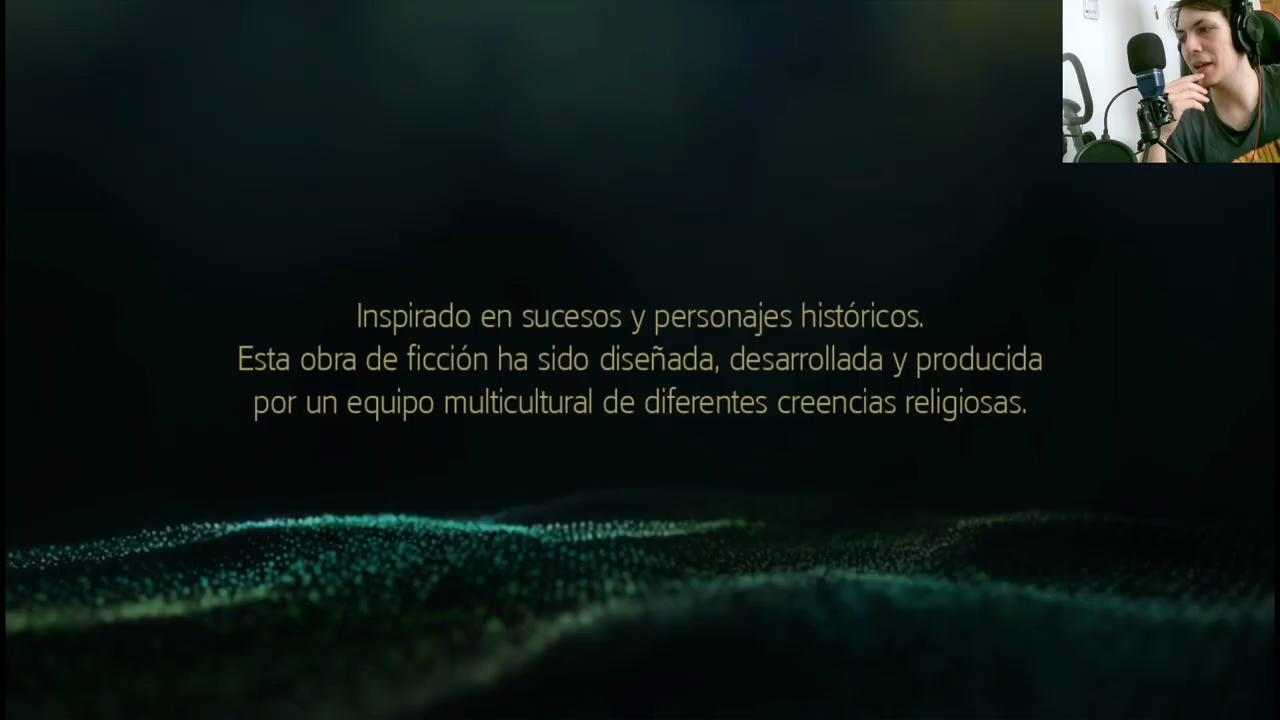 Inspirado en sucesos y personajes históricos.
Esta obra de ficción ha sido diseñada, desarrollada y producida
por un equipo multicultural de diferentes creencias religiosas.